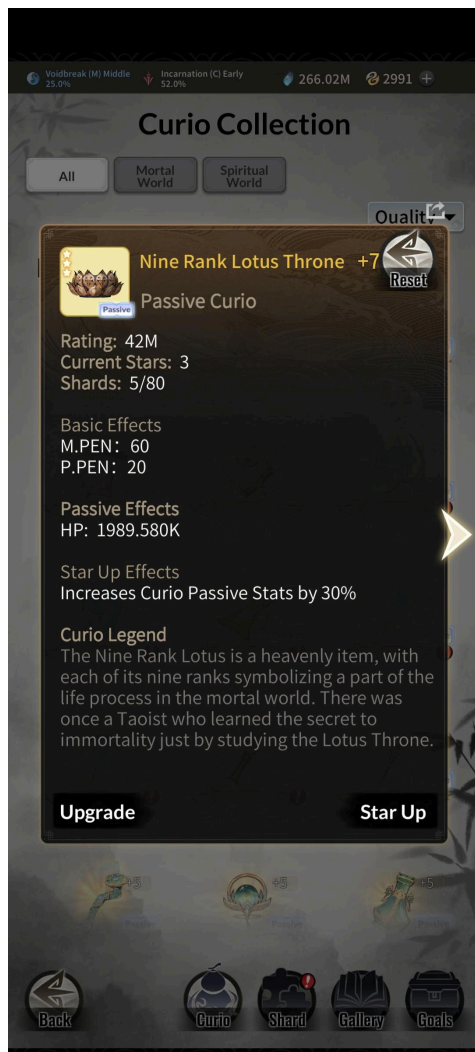 Voidbreak (M) Middle
25.0%
Incarnation (C) Early
52.0%
266.02M
2991
Curio Collection
All
Mortal
World
Spiritual
World
Quality
Nine Rank Lotus Throne +7
Reset
Passive
Passive Curio
Rating: 42M
Current Stars: 3
Shards: 5/80
Basic Effects
M.PEN: 60
P.PEN: 20
Passive Effects
HP: 1989.580K
Star Up Effects
Increases Curio Passive Stats by 30%
Curio Legend
The Nine Rank Lotus is a heavenly item, with
each of its nine ranks symbolizing a part of the
life process in the mortal world. There was
once a Taoist who learned the secret to
immortality just by studying the Lotus Throne.
Upgrade
Star Up
+5
+5
+5
Passive
Passive
Passive
Back
Curio
Shard
Gallery
Goals